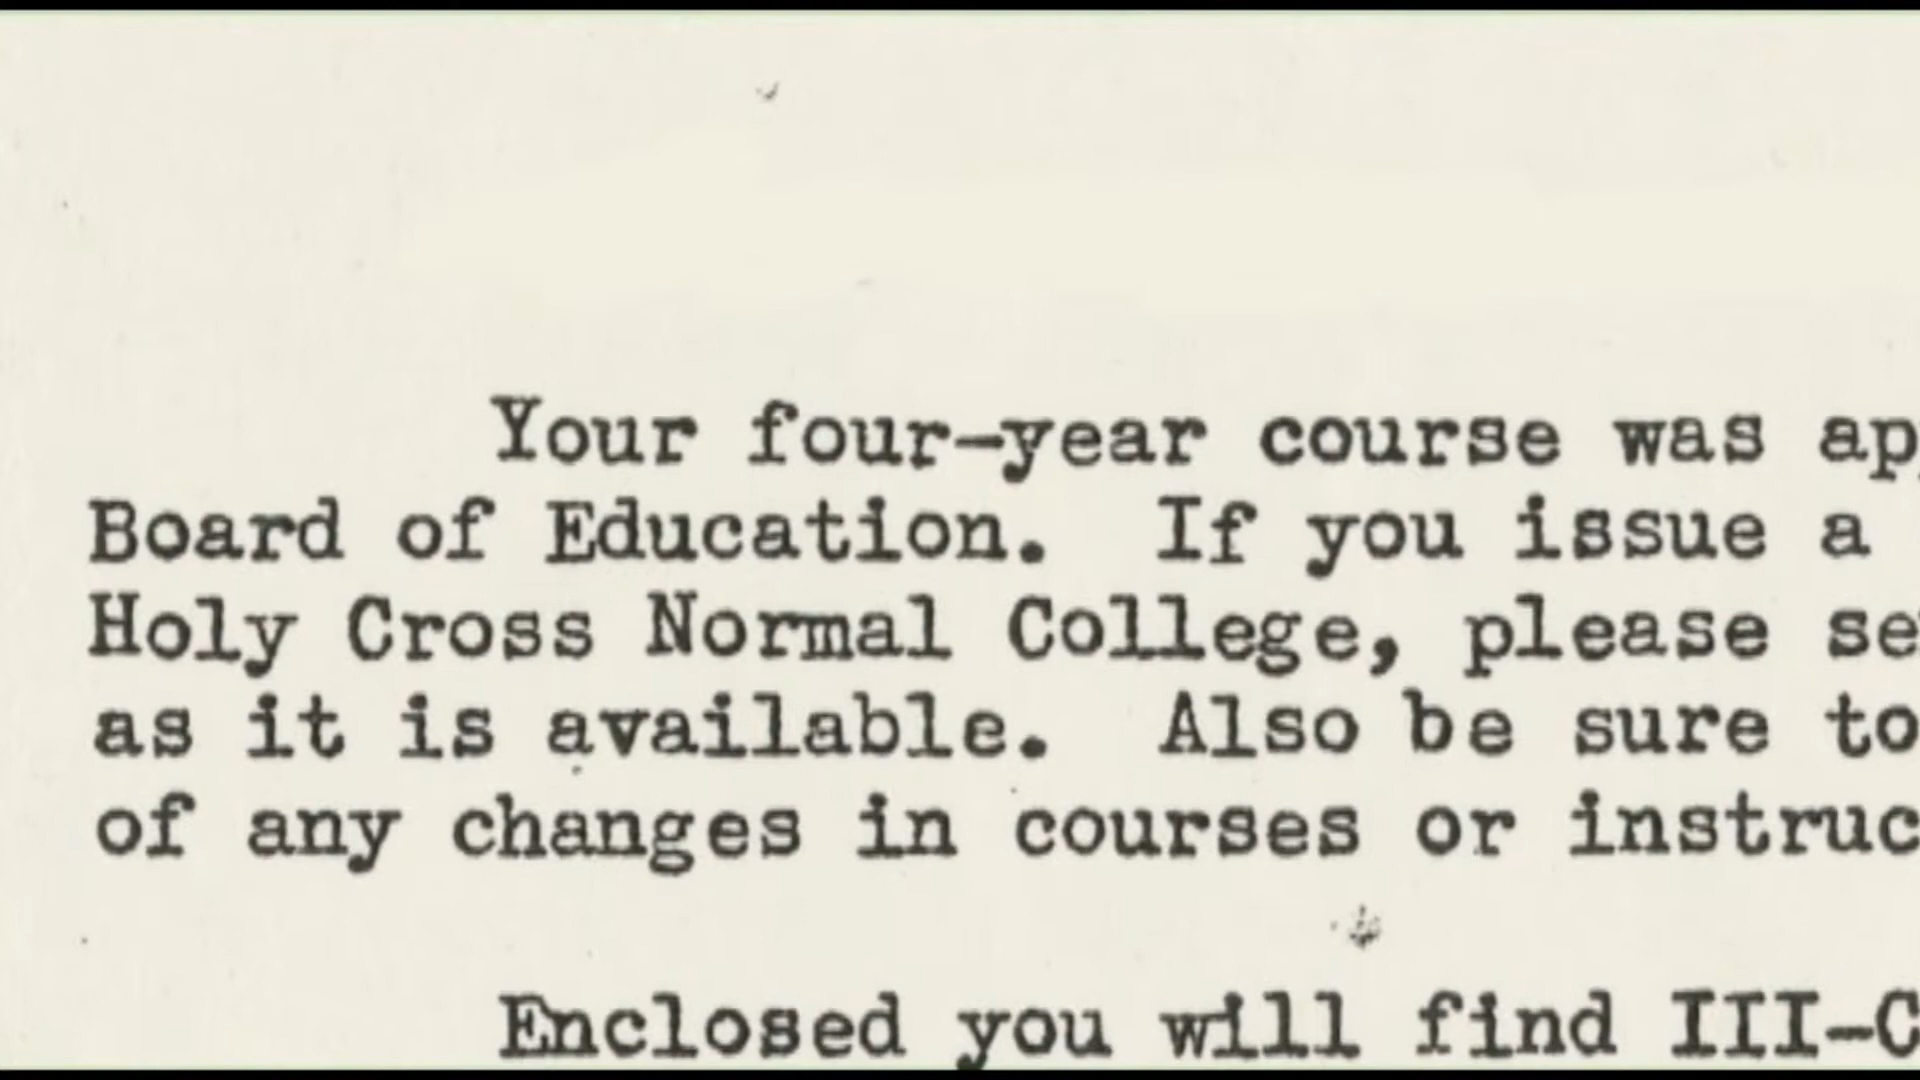 Your four-year course was ap
Board of Education. If you issue a
Holy Cross Normal College, please se
as it is available. Also be sure to
of any changes in courses or instruc
Enclosed you will find III-C